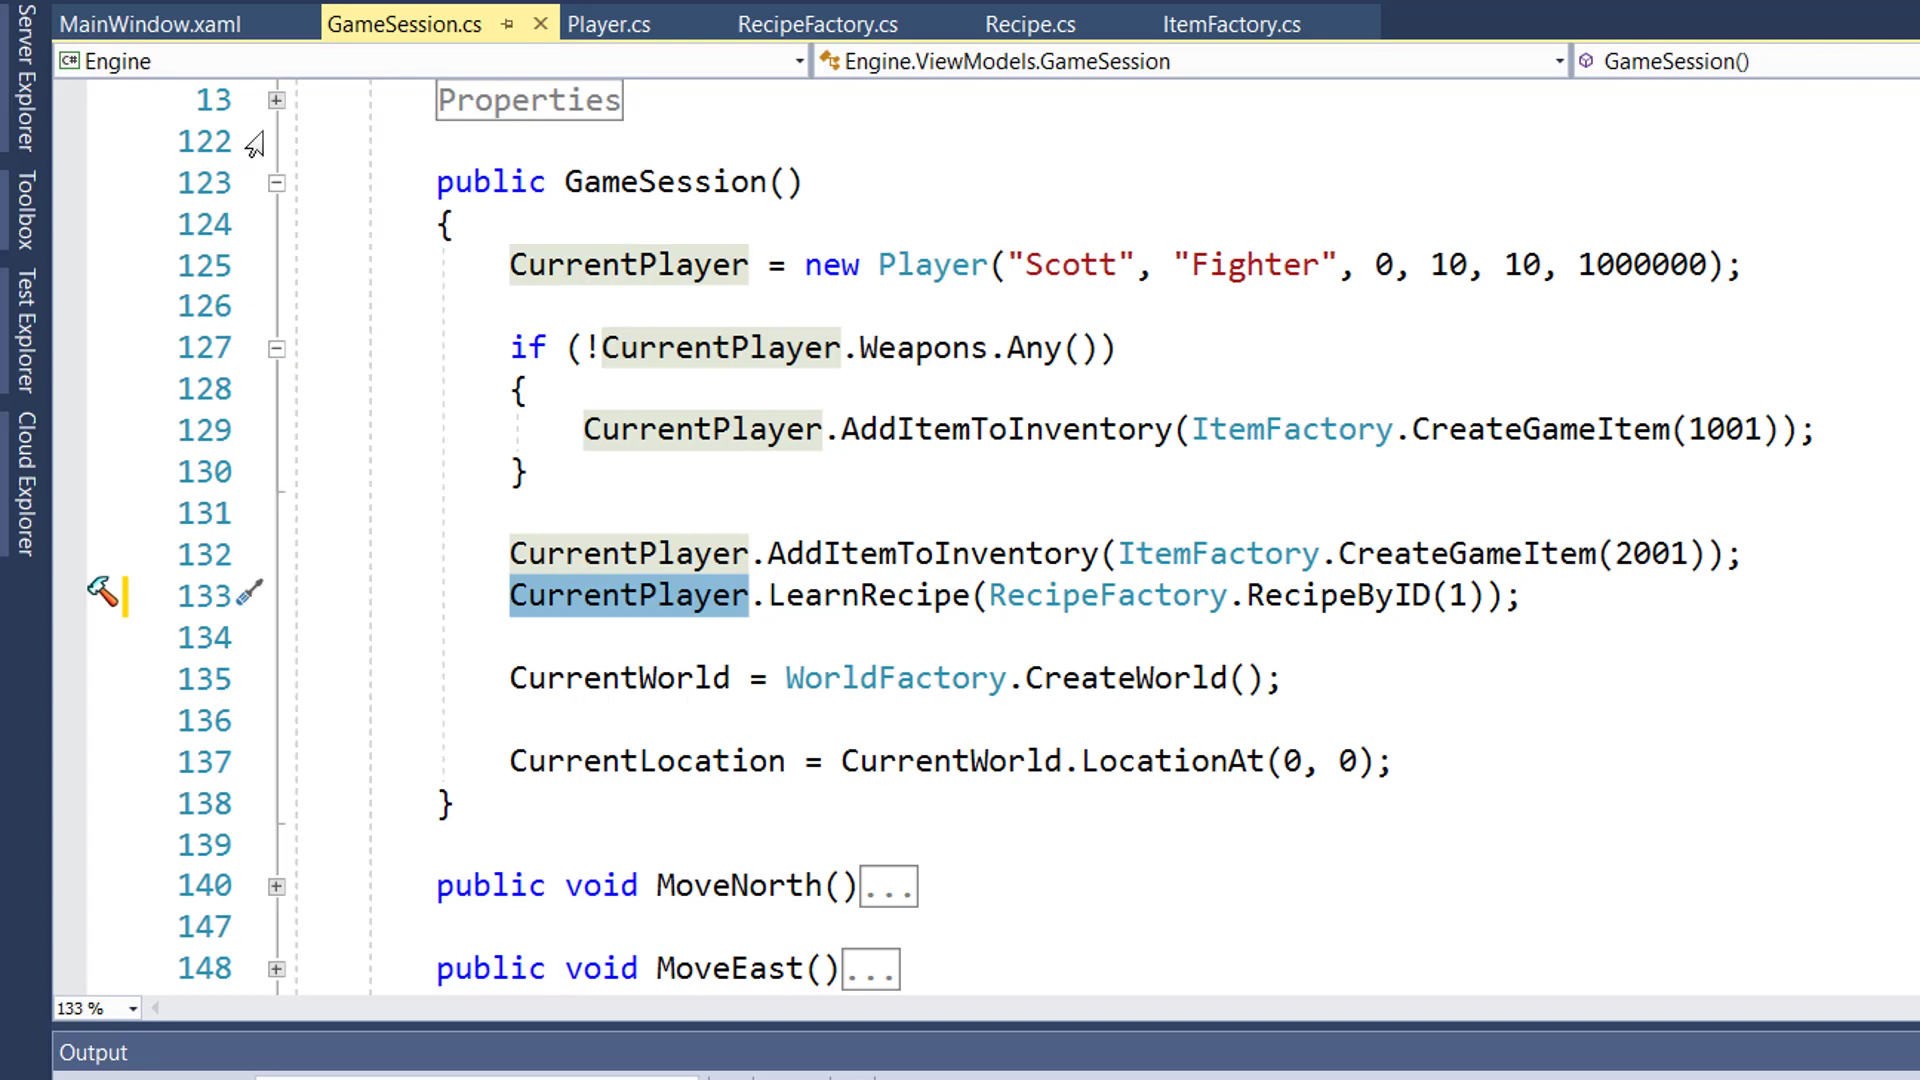 Server Explorer
Toolbox
Test Explorer
Cloud Explorer
MainWindow.xaml GameSession.cs Player.cs RecipeFactory.cs Recipe.cs ItemFactory.cs
C# Engine Engine.ViewModels.GameSession GameSession()
13 Properties
122
123 public GameSession()
124 {
125 CurrentPlayer = new Player("Scott", "Fighter", 0, 10, 10, 1000000);
126
127 if (!CurrentPlayer.Weapons.Any())
128 {
129 CurrentPlayer.AddItemToInventory(ItemFactory.CreateGameItem(1001));
130 }
131
132 CurrentPlayer.AddItemToInventory(ItemFactory.CreateGameItem(2001));
133 CurrentPlayer.LearnRecipe(RecipeFactory.RecipeByID(1));
134
135 CurrentWorld = WorldFactory.CreateWorld();
136
137 CurrentLocation = CurrentWorld.LocationAt(0, 0);
138 }
139
140 public void MoveNorth()...
147
148 public void MoveEast()...
133 %
Output